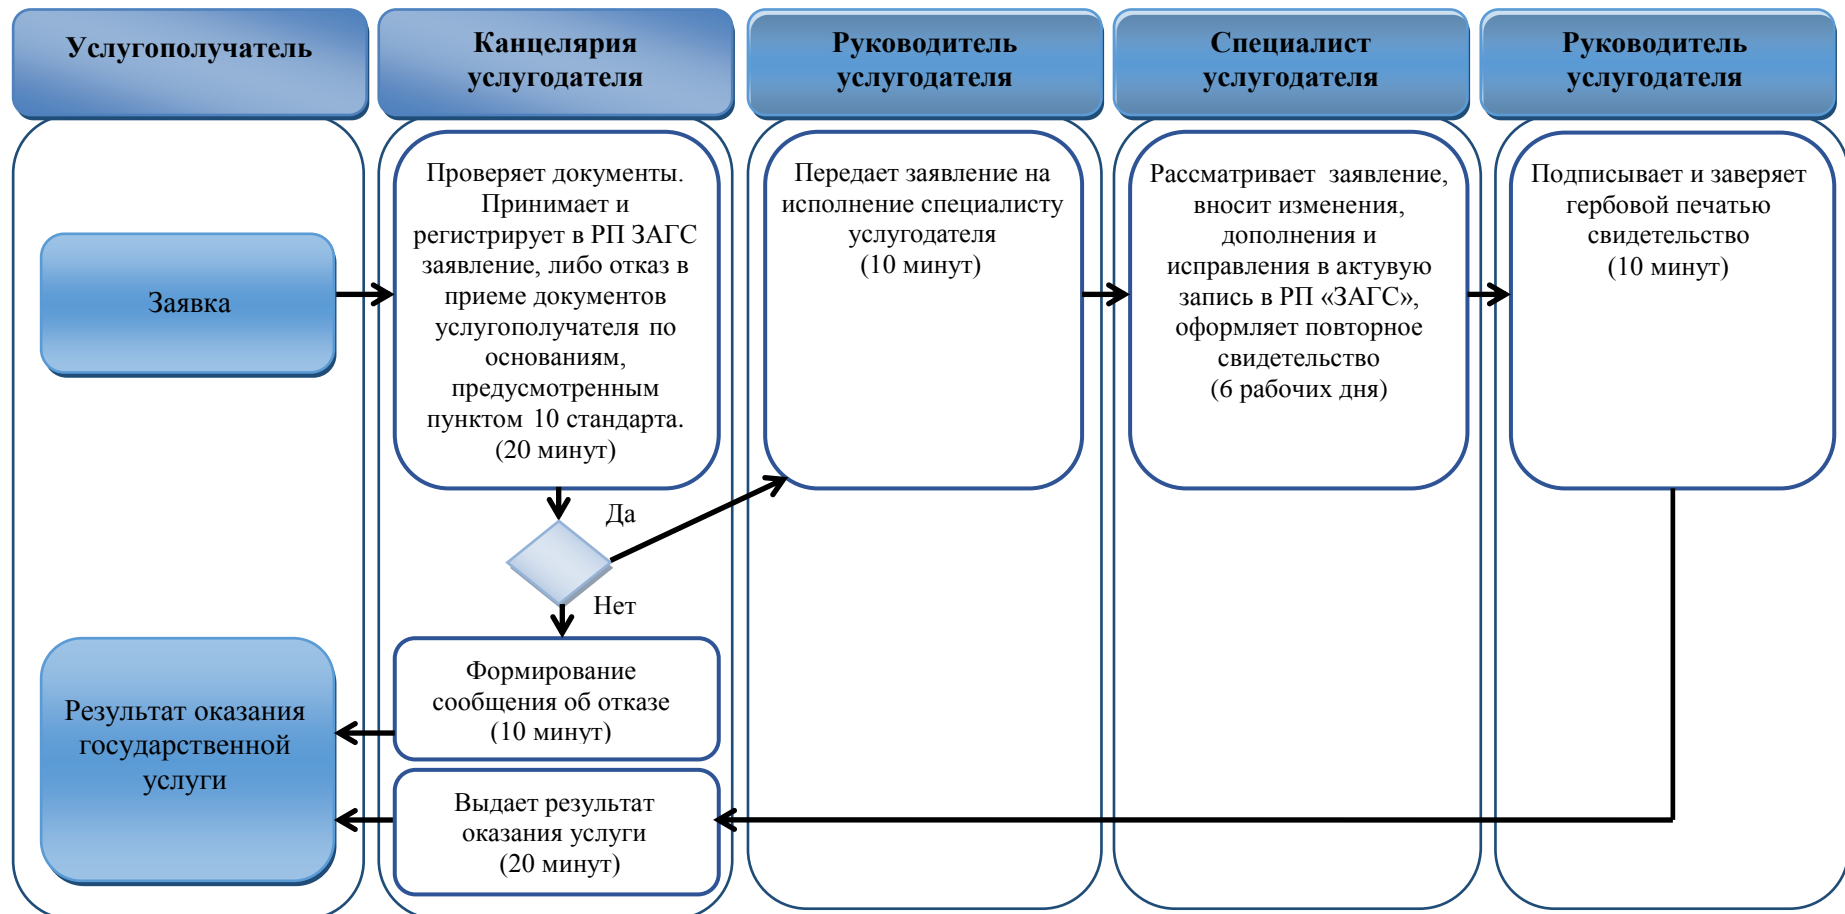 Услугополучатель
Канцелярия
услугодателя
Руководитель
услугодателя
Специалист
услугодателя
Руководитель
услугодателя
Заявка
Проверяет документы.
Принимает и
регистрирует в РП ЗАГС
заявление, либо отказ в
приеме документов
услугополучателя по
основаниям,
предусмотренным
пунктом 10 стандарта.
(20 минут)
Передает заявление на
исполнение специалисту
услугодателя
(10 минут)
Рассматривает заявление,
вносит изменения,
дополнения и
исправления в актувую
запись в РП «ЗАГС»,
оформляет повторное
свидетельство
(6 рабочих дня)
Подписывает и заверяет
гербовой печатью
свидетельство
(10 минут)
Да
Нет
Формирование
сообщения об отказе
(10 минут)
Результат оказания
государственной
услуги
Выдает результат
оказания услуги
(20 минут)